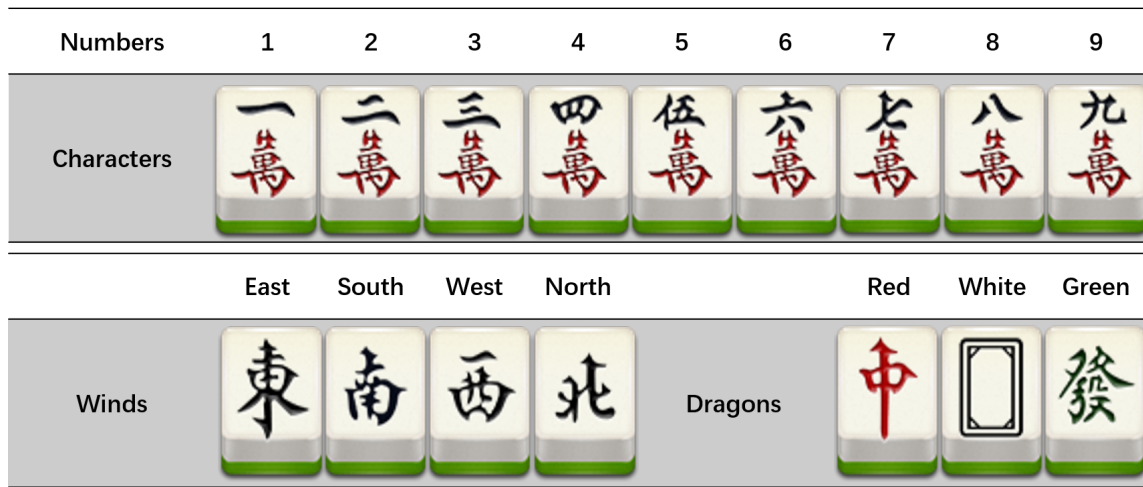 Numbers 1 2 3 4 5 6 7 8 9
Characters 一萬 二萬 三萬 四萬 伍萬 六萬 七萬 八萬 九萬
East South West North Red White Green
Winds 東 南 西 北 Dragons 中 發